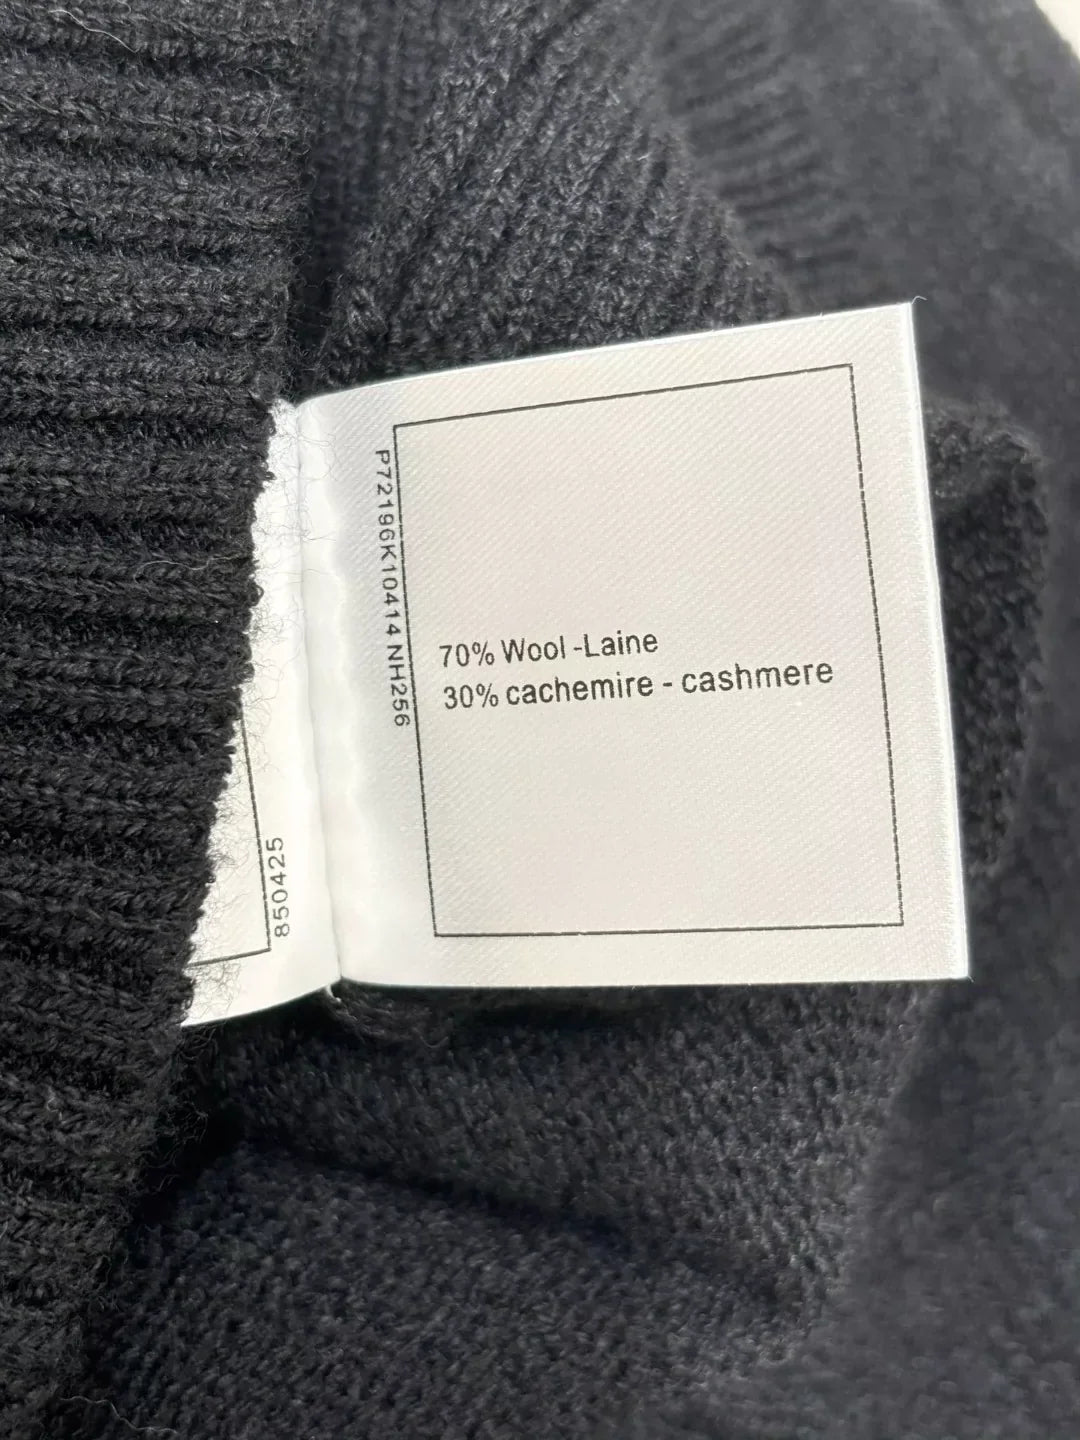 P72196K10414 NH256
70% Wool -Laine
30% cachemire - cashmere
850425